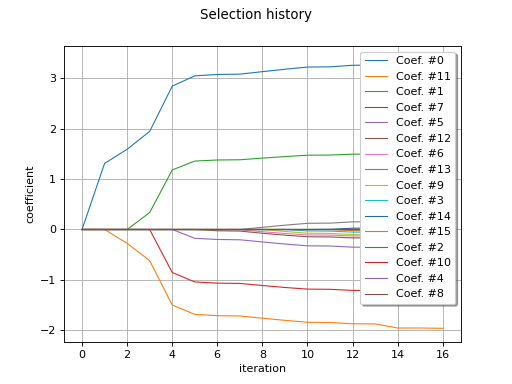 Selection history
coefficient
3
2
1
0
−1
−2
0
2
4
6
8
10
12
14
16
iteration
Coef. #0
Coef. #11
Coef. #1
Coef. #7
Coef. #5
Coef. #12
Coef. #6
Coef. #13
Coef. #9
Coef. #3
Coef. #14
Coef. #15
Coef. #2
Coef. #10
Coef. #4
Coef. #8